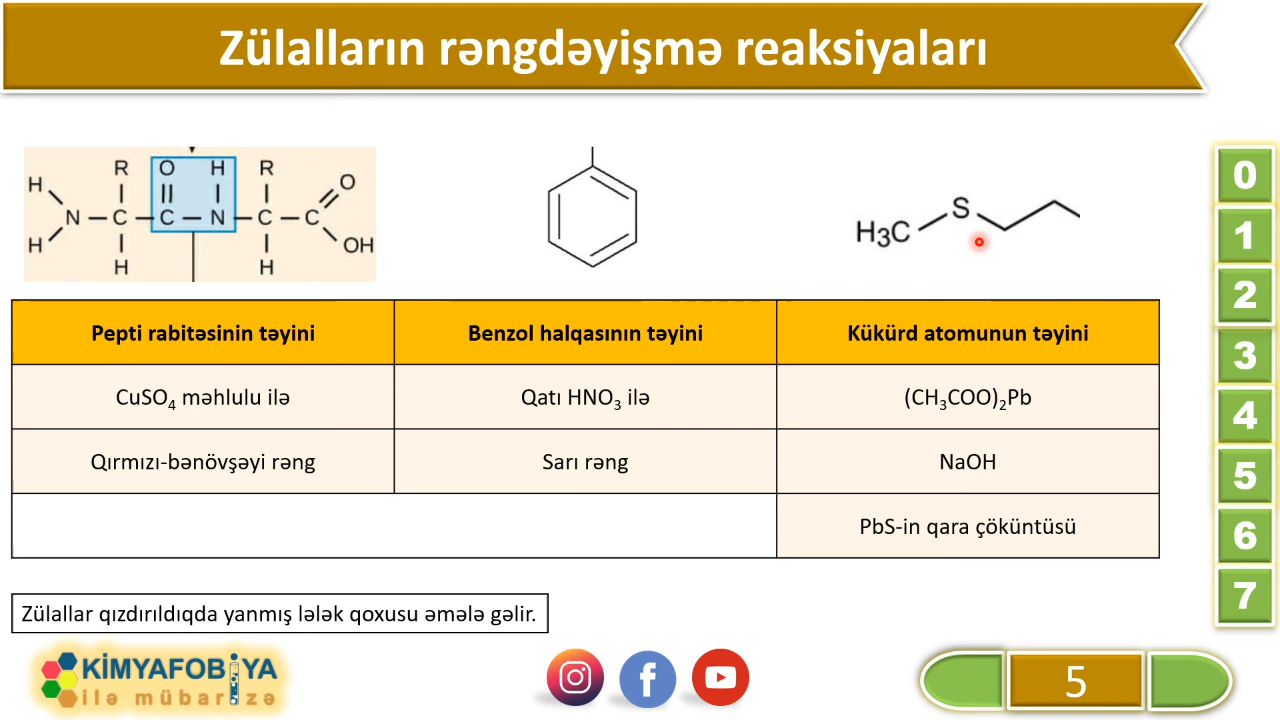 Zülalların rəngdəyişmə reaksiyaları
R O H R
H O
N C C N C C
H OH
H H
S
H₃C
Pepti rabitəsinin təyini Benzol halqasının təyini Kükürd atomunun təyini
CuSO₄ məhlulu ilə Qatı HNO₃ ilə (CH₃COO)₂Pb
Qırmızı-bənövşəyi rəng Sarı rəng NaOH
PbS-in qara çöküntüsü
Zülallar qızdırıldıqda yanmış lələk qoxusu əmələ gəlir.
0
1
2
3
4
5
6
7
KİMYAFOBİYA
ilə mübarizə
f
5